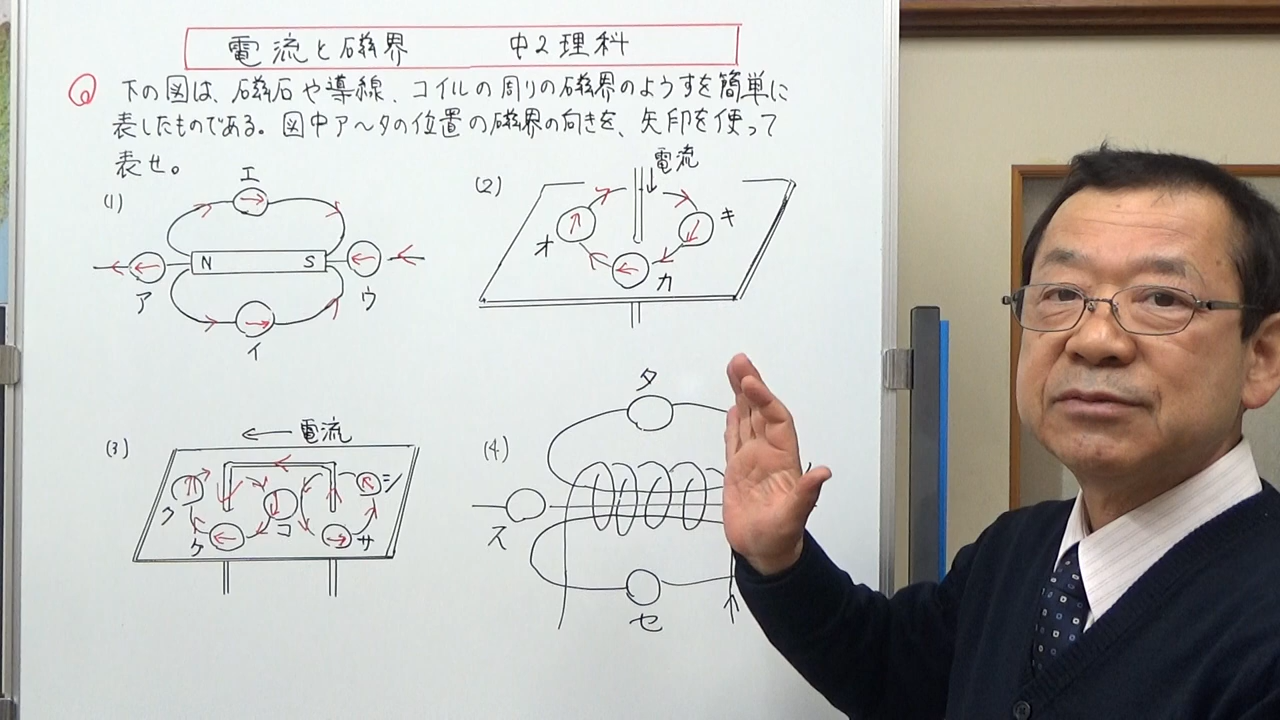 電流と磁界 中2理科
Q 下の図は、磁石や導線、コイルの周りの磁界のようすを簡単に
表したものである。図中ア~タの位置の磁界の向きを、矢印を使って
表せ。
(1)
エ
N S
ア
ウ
イ
(2)
電流
オ
キ
カ
(3)
電流
ク
シ
ケ
コ
サ
(4)
タ
ス
セ